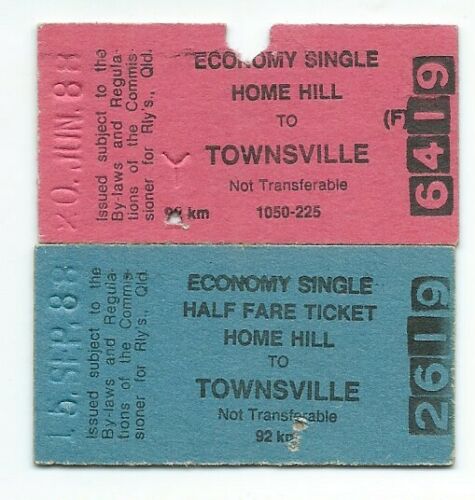 20. JUN. 88
Issued subject to the
By-laws and Regula-
tions of the Commis-
sioner for Rly's., Qld.
ECONOMY SINGLE
HOME HILL
TO
TOWNSVILLE
Not Transferable
km
1050-225
(F)
6419
15. SEP. 88
Issued subject to the
By-laws and Regula-
tions of the Commis-
sioner for Rly's., Qld.
ECONOMY SINGLE
HALF FARE TICKET
HOME HILL
TO
TOWNSVILLE
Not Transferable
92 km
2619